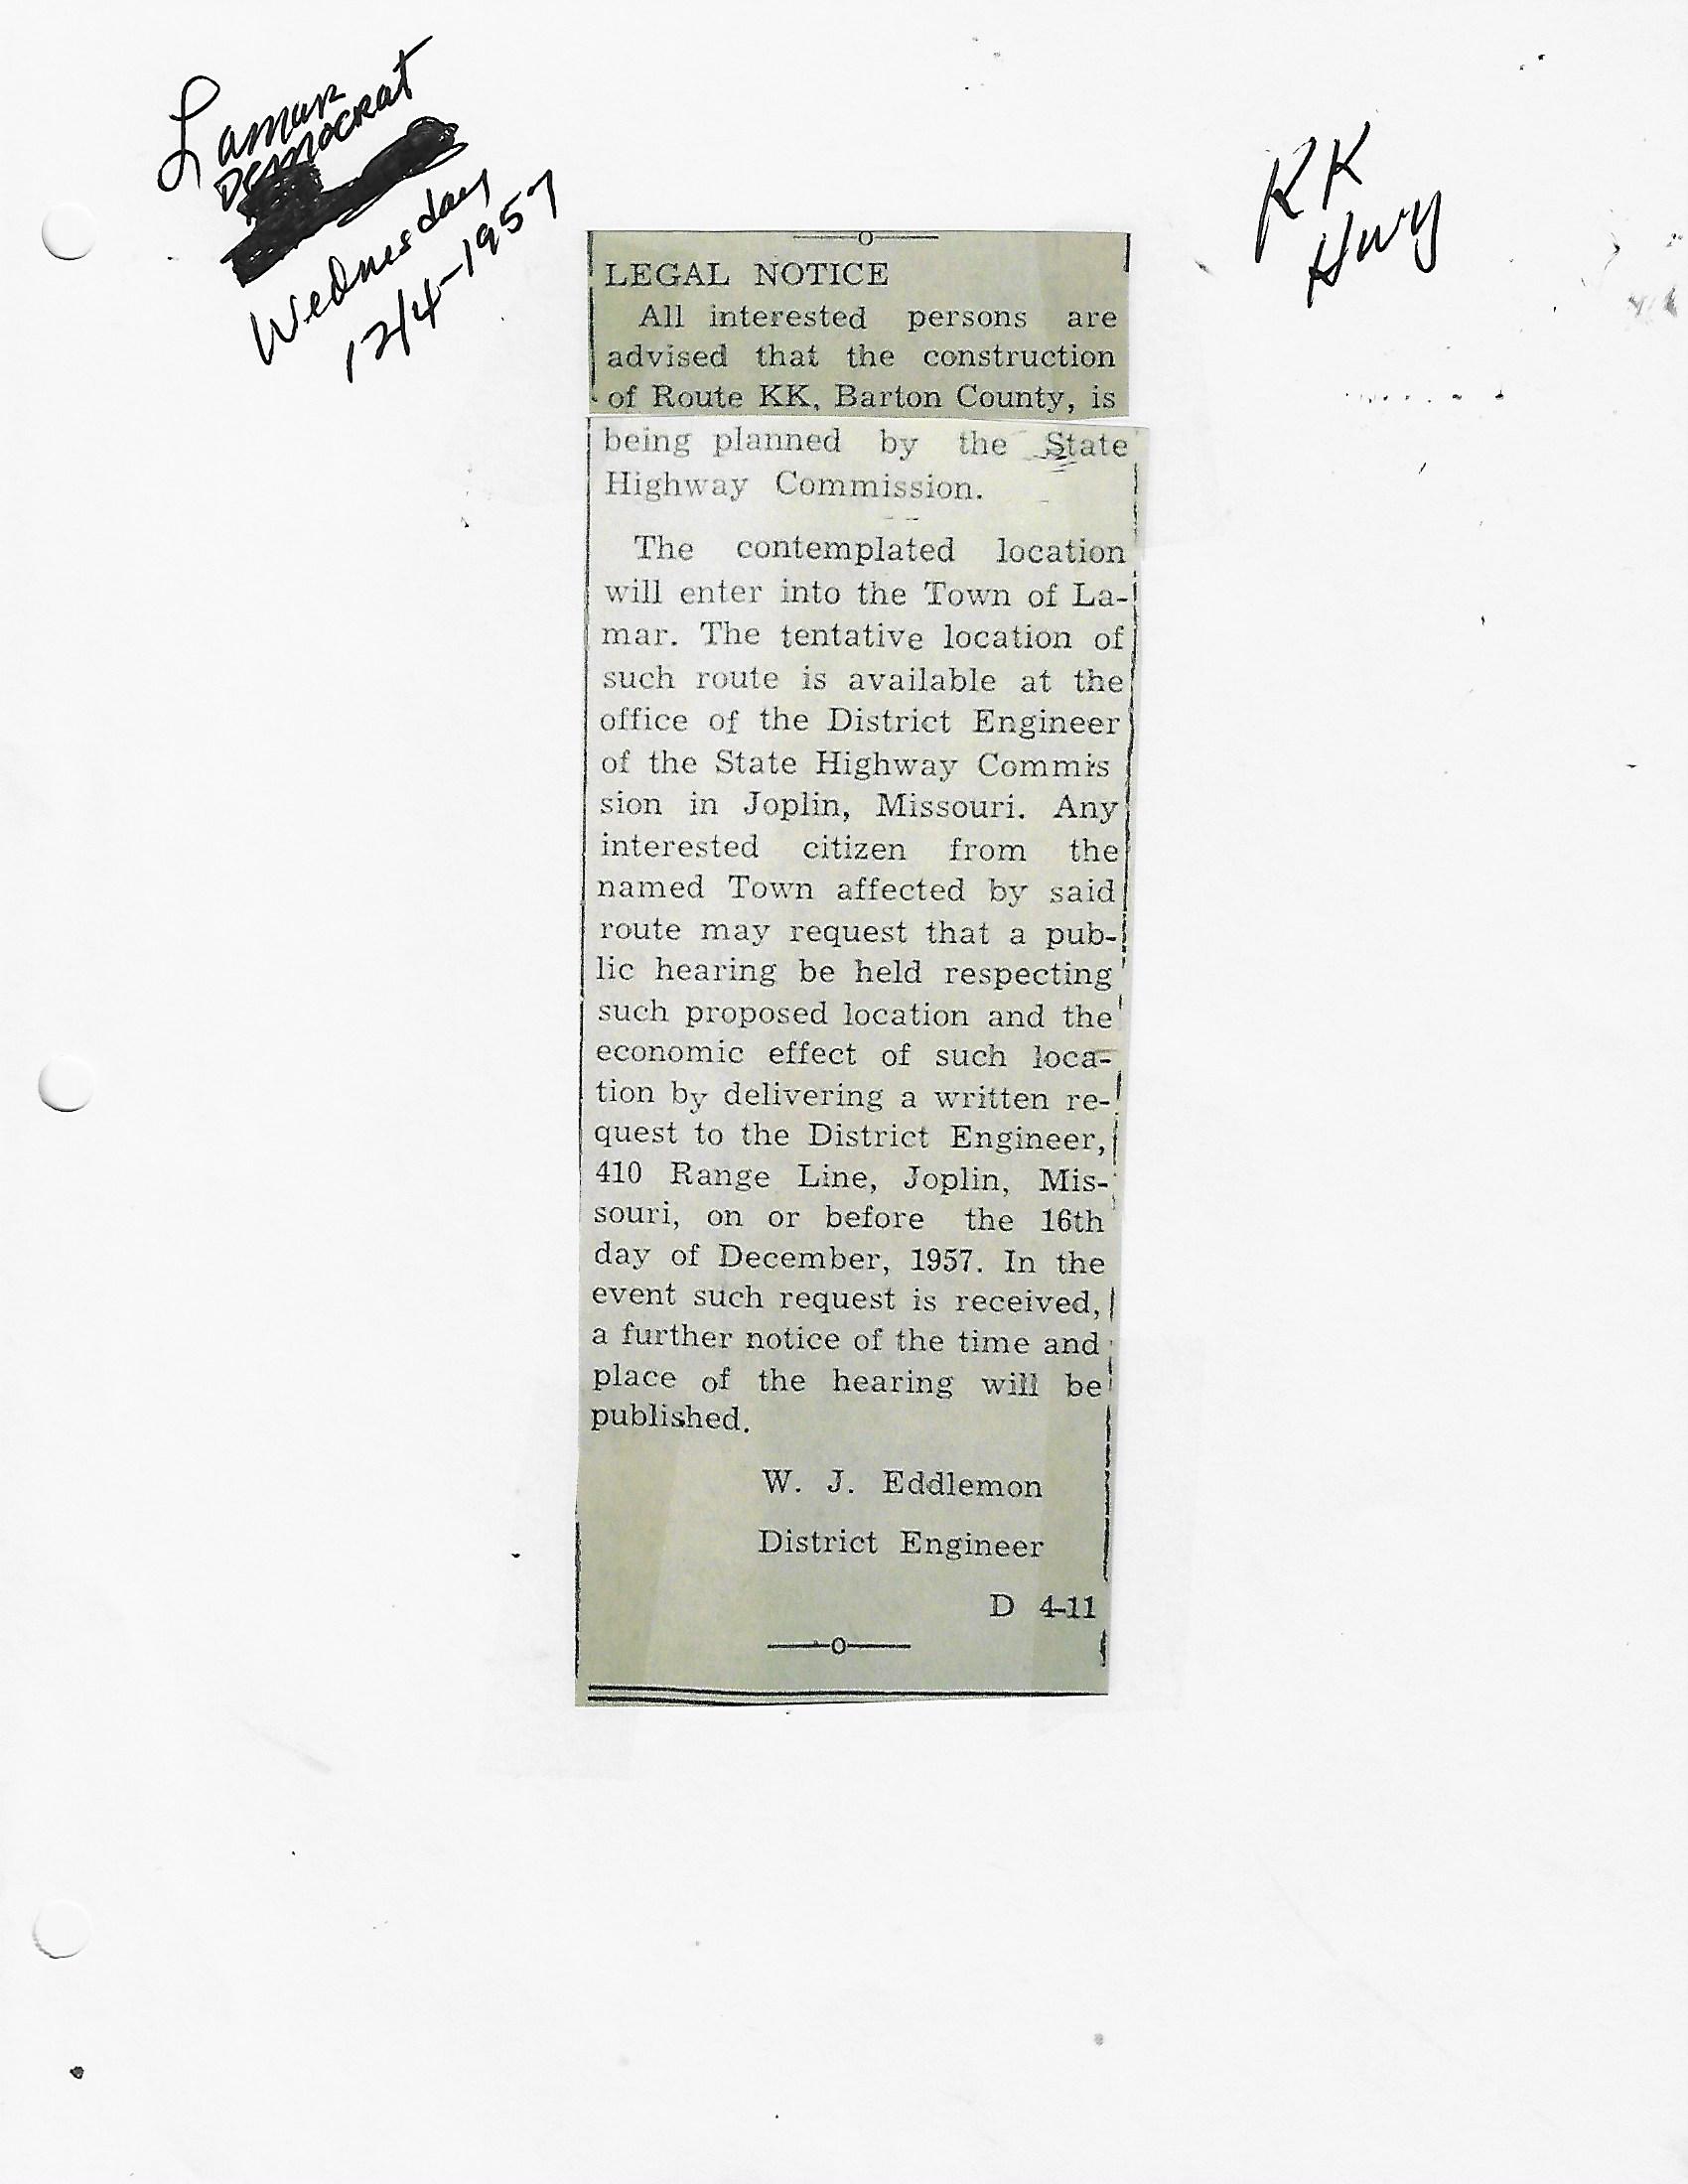 Lamar
Democrat
Wednesday
12/4-1957
KK
Hwy
LEGAL NOTICE
All interested persons are
advised that the construction
of Route KK, Barton County, is
being planned by the State
Highway Commission.
The contemplated location
will enter into the Town of La-
mar. The tentative location of
such route is available at the
office of the District Engineer
of the State Highway Commis
sion in Joplin, Missouri. Any
interested citizen from the
named Town affected by said
route may request that a pub-
lic hearing be held respecting
such proposed location and the
economic effect of such loca-
tion by delivering a written re-
quest to the District Engineer,
410 Range Line, Joplin, Mis-
souri, on or before the 16th
day of December, 1957. In the
event such request is received,
a further notice of the time and
place of the hearing will be
published.
W. J. Eddlemon
District Engineer
D 4-11